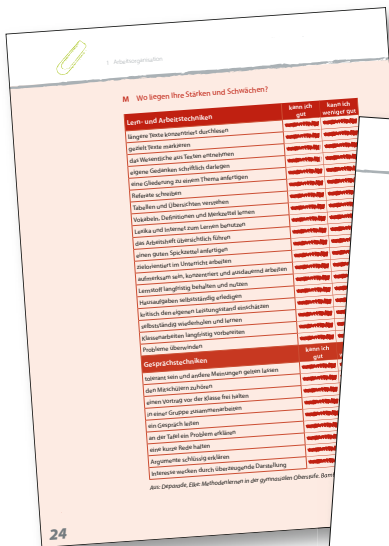 1 Arbeitsorganisation
M Wo liegen Ihre Stärken und Schwächen?
Lern- und Arbeitstechniken kann ich gut kann ich weniger gut
längere Texte konzentriert durchlesen
gezielt Texte markieren
das Wesentliche aus Texten entnehmen
eigene Gedanken schriftlich darlegen
eine Gliederung zu einem Thema anfertigen
Referate schreiben
Tabellen und Übersichten verstehen
Vokabeln, Definitionen und Merkzettel lernen
Lexika und Internet zum Lernen benutzen
das Arbeitsheft übersichtlich führen
einen guten Spickzettel anfertigen
zielorientiert im Unterricht arbeiten
aufmerksam sein, konzentriert und ausdauernd arbeiten
Lernstoff langfristig behalten und nutzen
Hausaufgaben selbstständig erledigen
kritisch den eigenen Leistungsstand einschätzen
selbstständig wiederholen und lernen
Klassenarbeiten langfristig vorbereiten
Probleme überwinden
Gesprächstechniken kann ich gut
tolerant sein und andere Meinungen gelten lassen
den Mitschülern zuhören
einen Vortrag vor der Klasse frei halten
in einer Gruppe zusammenarbeiten
ein Gespräch leiten
an der Tafel ein Problem erklären
eine kurze Rede halten
Argumente schlüssig erklären
Interesse wecken durch überzeugende Darstellung
Aus: Deporade, Elke: Methodenlernen in der gymnasialen Oberstufe.
24